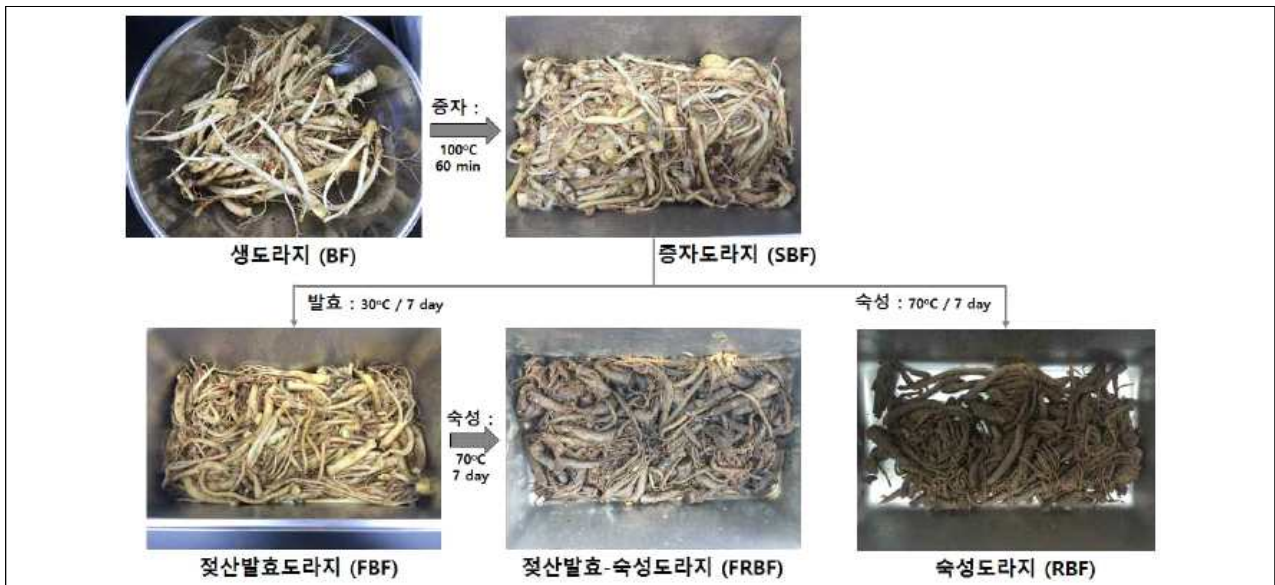 증자 :
100°C
60 min
생도라지 (BF)
증자도라지 (SBF)
발효 : 30°C / 7 day
숙성 : 70°C / 7 day
숙성 :
70°C
7 day
젖산발효도라지 (FBF)
젖산발효-숙성도라지 (FRBF)
숙성도라지 (RBF)